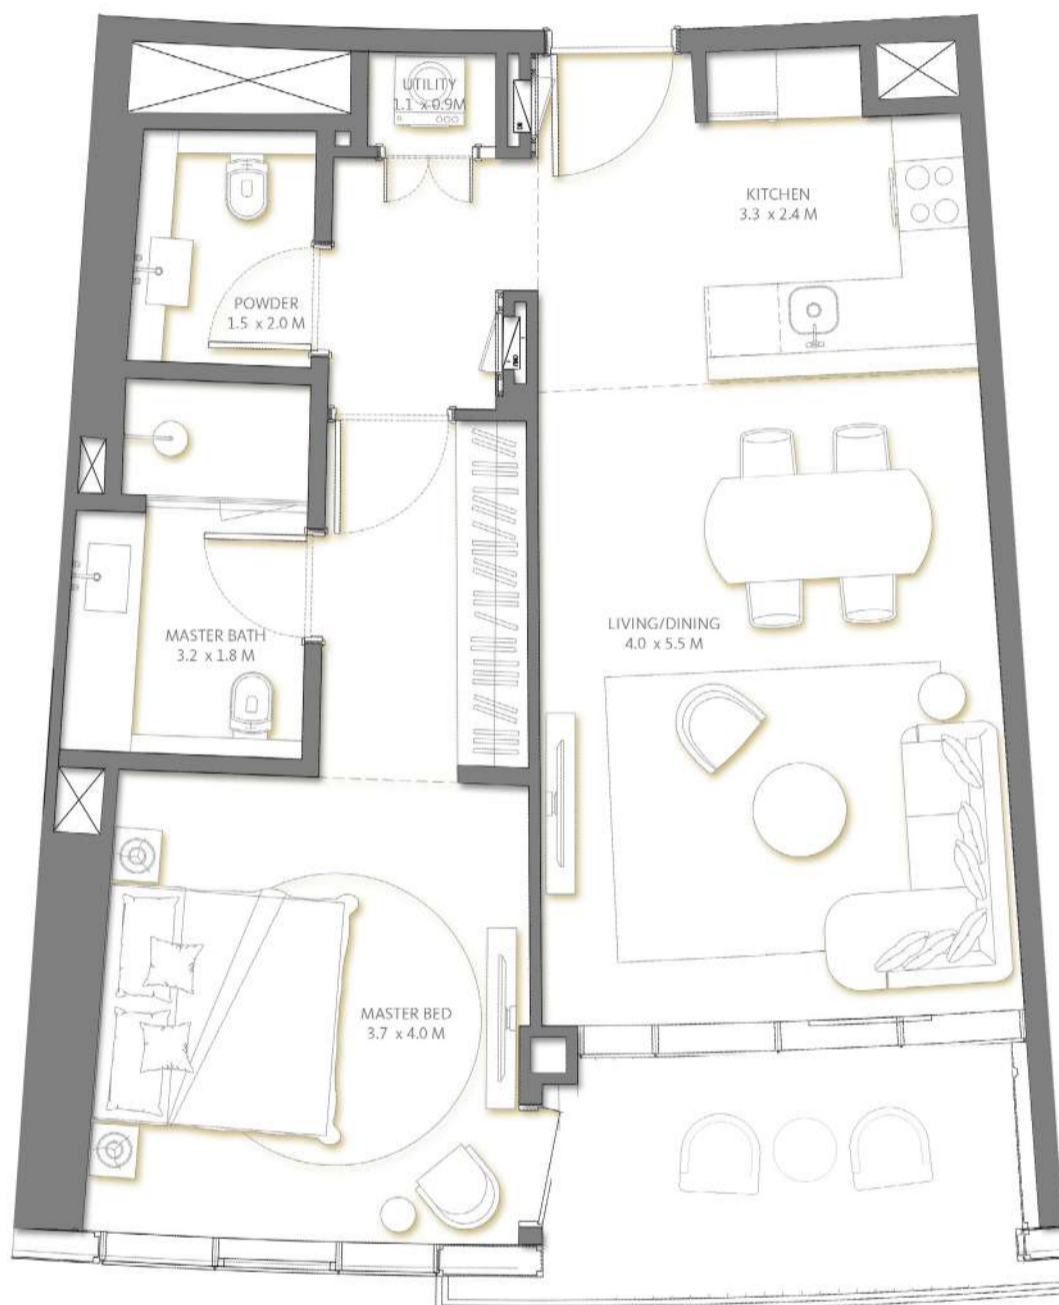 UTILITY
1.1 x 0.9M
KITCHEN
3.3 x 2.4 M
POWDER
1.5 x 2.0 M
MASTER BATH
3.2 x 1.8 M
LIVING/DINING
4.0 x 5.5 M
MASTER BED
3.7 x 4.0 M